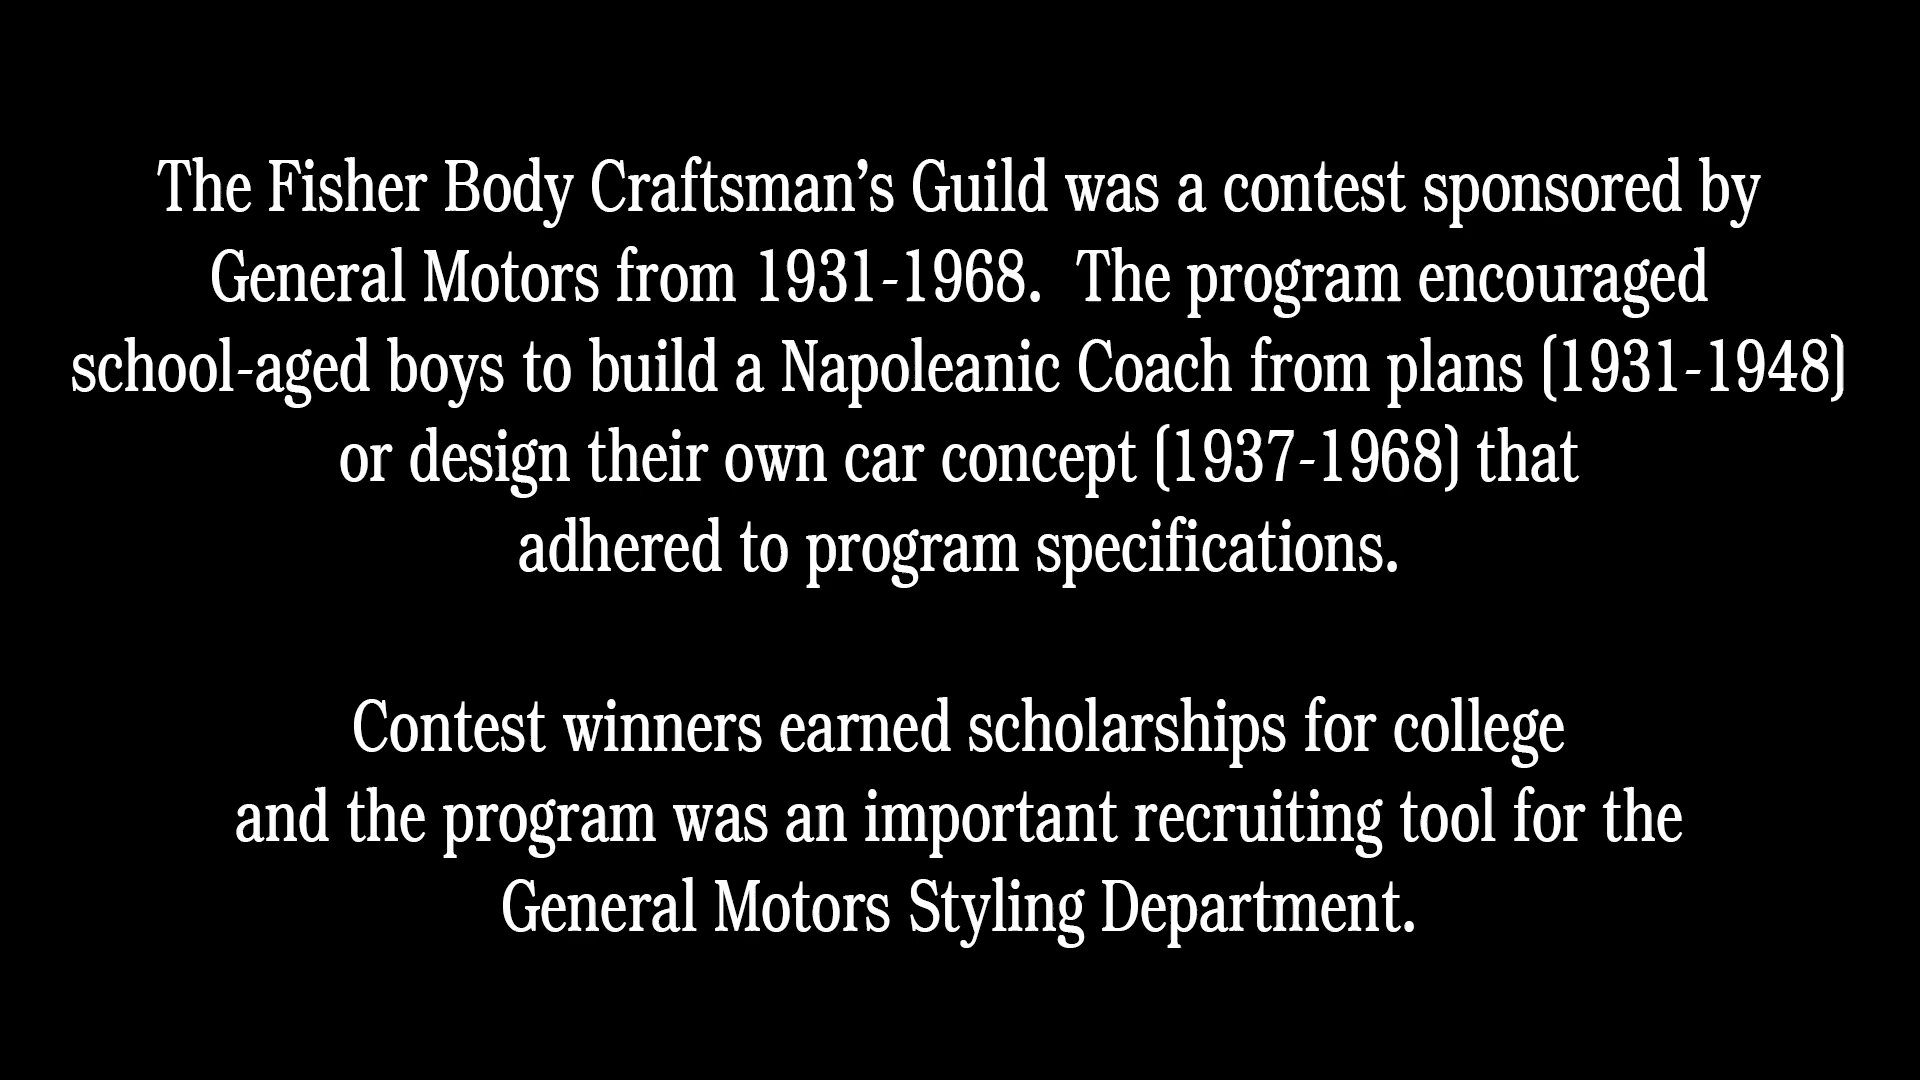 The Fisher Body Craftsman’s Guild was a contest sponsored by
General Motors from 1931-1968.  The program encouraged
school-aged boys to build a Napoleanic Coach from plans (1931-1948)
or design their own car concept (1937-1968) that
adhered to program specifications.
Contest winners earned scholarships for college
and the program was an important recruiting tool for the
General Motors Styling Department.